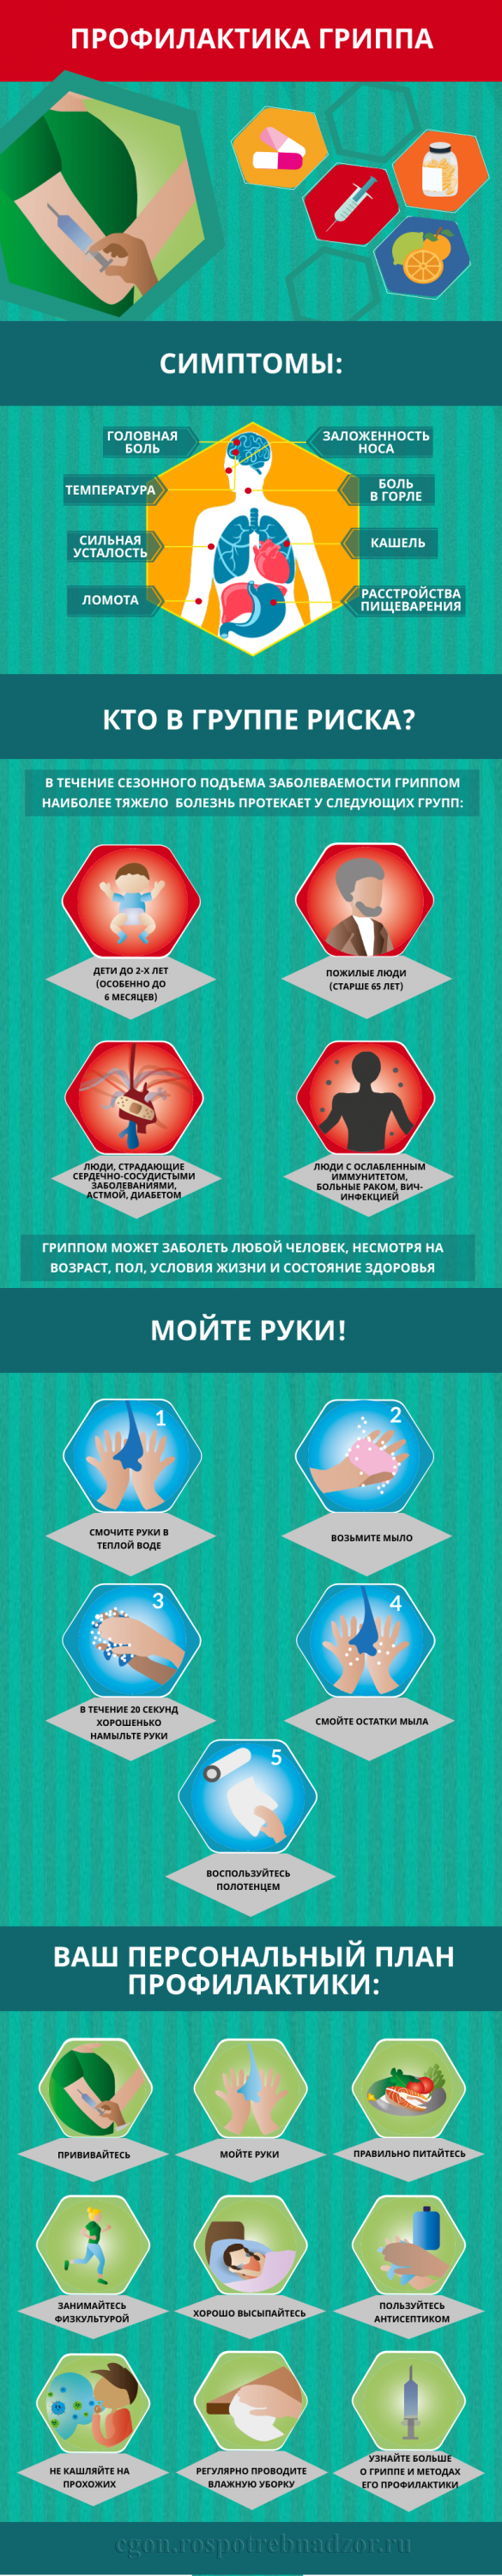 ПРОФИЛАКТИКА ГРИППА
СИМПТОМЫ:
ГОЛОВНАЯ
БОЛЬ
ЗАЛОЖЕННОСТЬ
НОСА
ТЕМПЕРАТУРА
БОЛЬ
В ГОРЛЕ
СИЛЬНАЯ
УСТАЛОСТЬ
КАШЕЛЬ
ЛОМОТА
РАССТРОЙСТВА
ПИЩЕВАРЕНИЯ
КТО В ГРУППЕ РИСКА?
В ТЕЧЕНИЕ СЕЗОННОГО ПОДЪЕМА ЗАБОЛЕВАЕМОСТИ ГРИППОМ
НАИБОЛЕЕ ТЯЖЕЛО БОЛЕЗНЬ ПРОТЕКАЕТ У СЛЕДУЮЩИХ ГРУПП:
ДЕТИ ДО 2-Х ЛЕТ
(ОСОБЕННО ДО
6 МЕСЯЦЕВ)
ПОЖИЛЫЕ ЛЮДИ
(СТАРШЕ 65 ЛЕТ)
ЛЮДИ, СТРАДАЮЩИЕ
СЕРДЕЧНО-СОСУДИСТЫМИ
ЗАБОЛЕВАНИЯМИ,
АСТМОЙ, ДИАБЕТОМ
ЛЮДИ С ОСЛАБЛЕННЫМ
ИММУНИТЕТОМ,
БОЛЬНЫЕ РАКОМ, ВИЧ-
ИНФЕКЦИЕЙ
ГРИППОМ МОЖЕТ ЗАБОЛЕТЬ ЛЮБОЙ ЧЕЛОВЕК, НЕСМОТРЯ НА
ВОЗРАСТ, ПОЛ, УСЛОВИЯ ЖИЗНИ И СОСТОЯНИЕ ЗДОРОВЬЯ
МОЙТЕ РУКИ!
1
СМОЧИТЕ РУКИ В
ТЕПЛОЙ ВОДЕ
2
ВОЗЬМИТЕ МЫЛО
3
В ТЕЧЕНИЕ 20 СЕКУНД
ХОРОШЕНЬКО
НАМЫЛЬТЕ РУКИ
4
СМОЙТЕ ОСТАТКИ МЫЛА
5
ВОСПОЛЬЗУЙТЕСЬ
ПОЛОТЕНЦЕМ
ВАШ ПЕРСОНАЛЬНЫЙ ПЛАН
ПРОФИЛАКТИКИ:
ПРИВИВАЙТЕСЬ
МОЙТЕ РУКИ
ПРАВИЛЬНО ПИТАЙТЕСЬ
ЗАНИМАЙТЕСЬ
ФИЗКУЛЬТУРОЙ
ХОРОШО ВЫСЫПАЙТЕСЬ
ПОЛЬЗУЙТЕСЬ
АНТИСЕПТИКОМ
НЕ КАШЛЯЙТЕ НА
ПРОХОЖИХ
РЕГУЛЯРНО ПРОВОДИТЕ
ВЛАЖНУЮ УБОРКУ
УЗНАЙТЕ БОЛЬШЕ
О ГРИППЕ И МЕТОДАХ
ЕГО ПРОФИЛАКТИКИ
cgon.rospotrebnadzor.ru